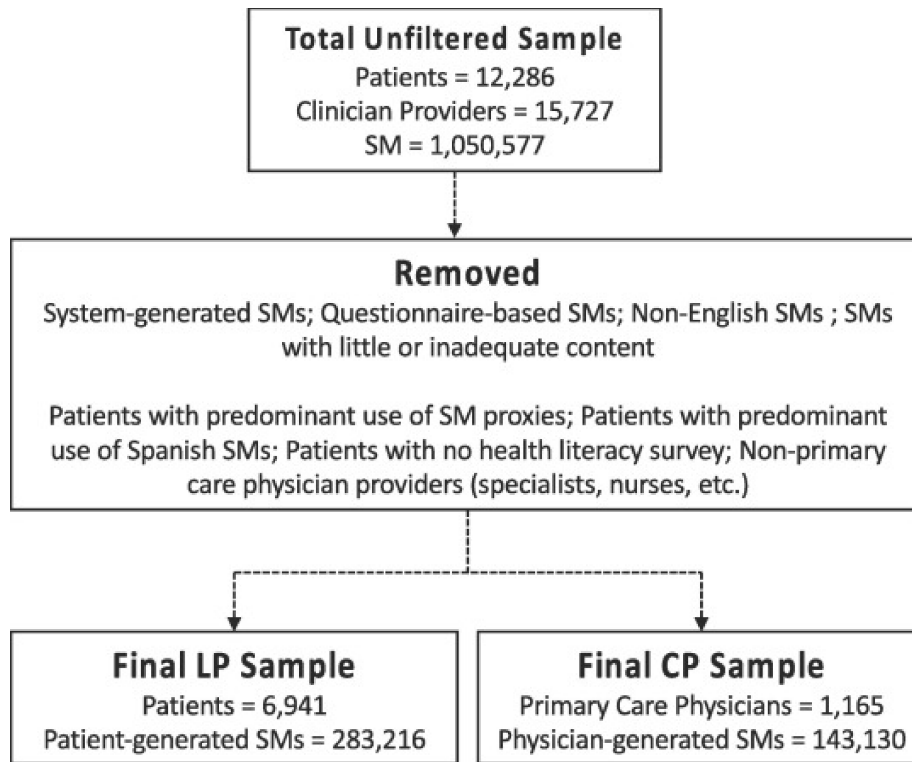 Total Unfiltered Sample
Patients = 12,286
Clinician Providers = 15,727
SM = 1,050,577
Removed
System-generated SMs; Questionnaire-based SMs; Non-English SMs ; SMs
with little or inadequate content
Patients with predominant use of SM proxies; Patients with predominant
use of Spanish SMs; Patients with no health literacy survey; Non-primary
care physician providers (specialists, nurses, etc.)
Final LP Sample
Patients = 6,941
Patient-generated SMs = 283,216
Final CP Sample
Primary Care Physicians = 1,165
Physician-generated SMs = 143,130